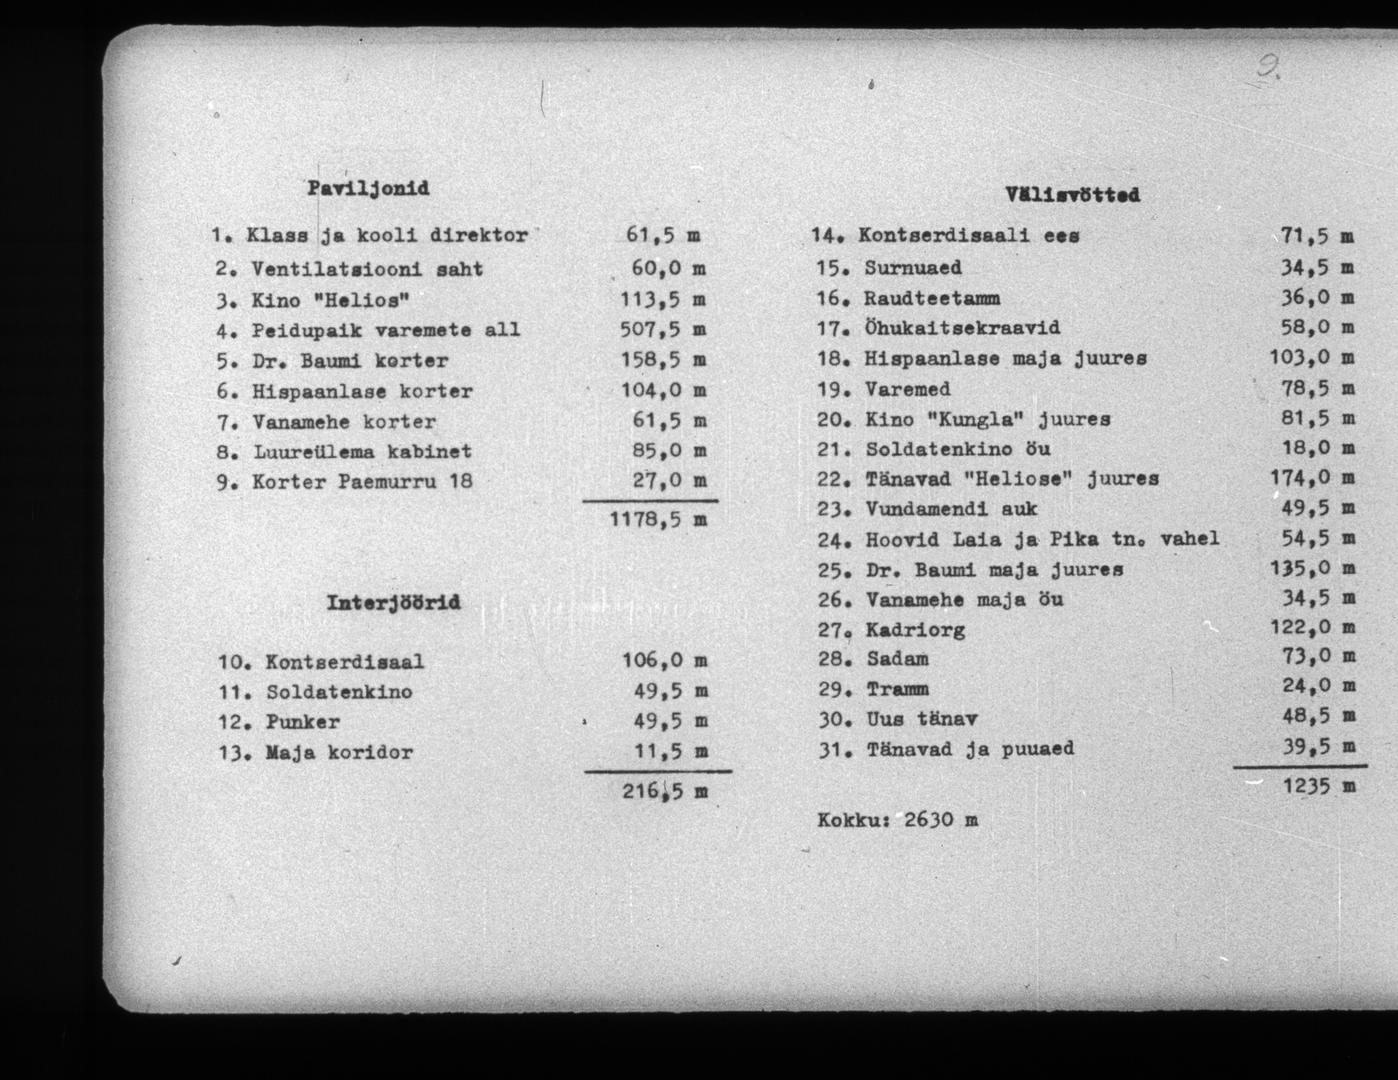 9.
Paviljonid
1. Klass ja kooli direktor 61,5 m
2. Ventilatsiooni saht 60,0 m
3. Kino "Helios" 113,5 m
4. Peidupaik varemete all 507,5 m
5. Dr. Baumi korter 158,5 m
6. Hispaanlase korter 104,0 m
7. Vanamehe korter 61,5 m
8. Luureülema kabinet 85,0 m
9. Korter Paemurru 18 27,0 m
1178,5 m
Interjöörid
10. Kontserdisaal 106,0 m
11. Soldatenkino 49,5 m
12. Punker 49,5 m
13. Maja koridor 11,5 m
216,5 m
Välisvõtted
14. Kontserdisaali ees 71,5 m
15. Surnuaed 34,5 m
16. Raudteetamm 36,0 m
17. Õhukaitsekraavid 58,0 m
18. Hispaanlase maja juures 103,0 m
19. Varemed 78,5 m
20. Kino "Kungla" juures 81,5 m
21. Soldatenkino õu 18,0 m
22. Tänavad "Heliose" juures 174,0 m
23. Vundamendi auk 49,5 m
24. Hoovid Laia ja Pika tn. vahel 54,5 m
25. Dr. Baumi maja juures 135,0 m
26. Vanamehe maja õu 34,5 m
27. Kadriorg 122,0 m
28. Sadam 73,0 m
29. Tramm 24,0 m
30. Uus tänav 48,5 m
31. Tänavad ja puuaed 39,5 m
1235 m
Kokku: 2630 m